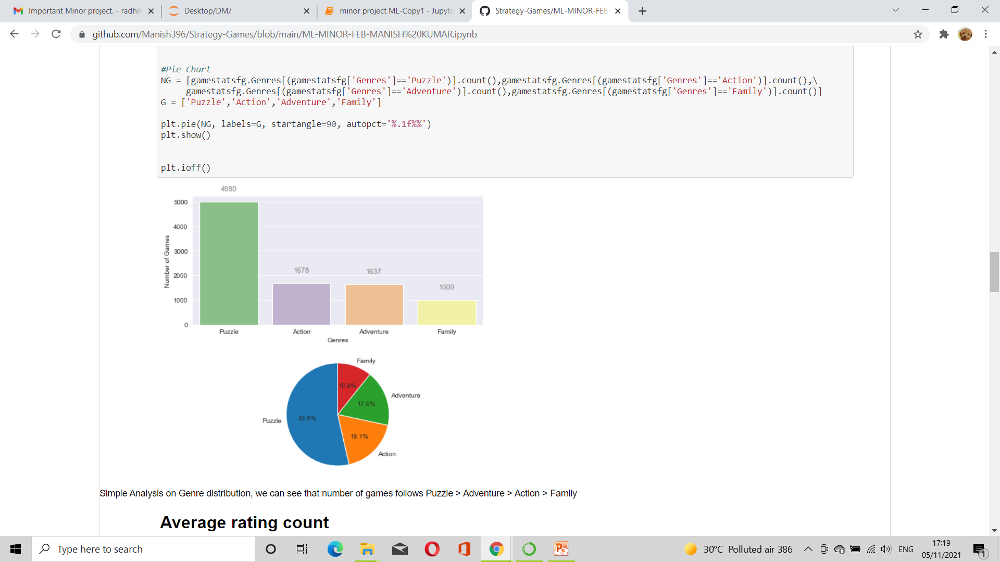 Important Minor project. - radhik
Desktop/DM/
minor project ML-Copy1 - Jupyte
Strategy-Games/ML-MINOR-FEB
github.com/Manish396/Strategy-Games/blob/main/ML-MINOR-FEB-MANISH%20KUMAR.ipynb
#Pie Chart
NG = [gamestatsfg.Genres[(gamestatsfg['Genres']=='Puzzle')].count(),gamestatsfg.Genres[(gamestatsfg['Genres']=='Action')].count(),\
gamestatsfg.Genres[(gamestatsfg['Genres']=='Adventure')].count(),gamestatsfg.Genres[(gamestatsfg['Genres']=='Family')].count()]
G = ['Puzzle','Action','Adventure','Family']
plt.pie(NG, labels=G, startangle=90, autopct='%.1f%%')
plt.show()
plt.ioff()
4980
5000
4000
3000
2000
1000
0
Number of Games
1678
1637
1000
Puzzle
Action
Adventure
Family
Genres
Family
10.8%
Adventure
17.6%
Puzzle
53.6%
18.1%
Action
Simple Analysis on Genre distribution, we can see that number of games follows Puzzle > Adventure > Action > Family
Average rating count
Type here to search
30°C Polluted air 386
ENG
17:19
05/11/2021
1